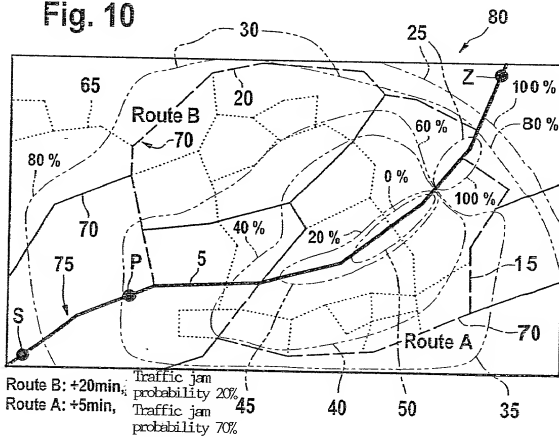 Fig. 10
30
25
80
65
20
Z
100 %
Route B
60 %
80 %
70
80 %
0 %
100 %
70
40 %
20 %
P
5
15
75
70
S
Route A
Route B: +20min, Traffic jam
probability 20%
Route A: +5min, Traffic jam
probability 70%
45
40
50
35